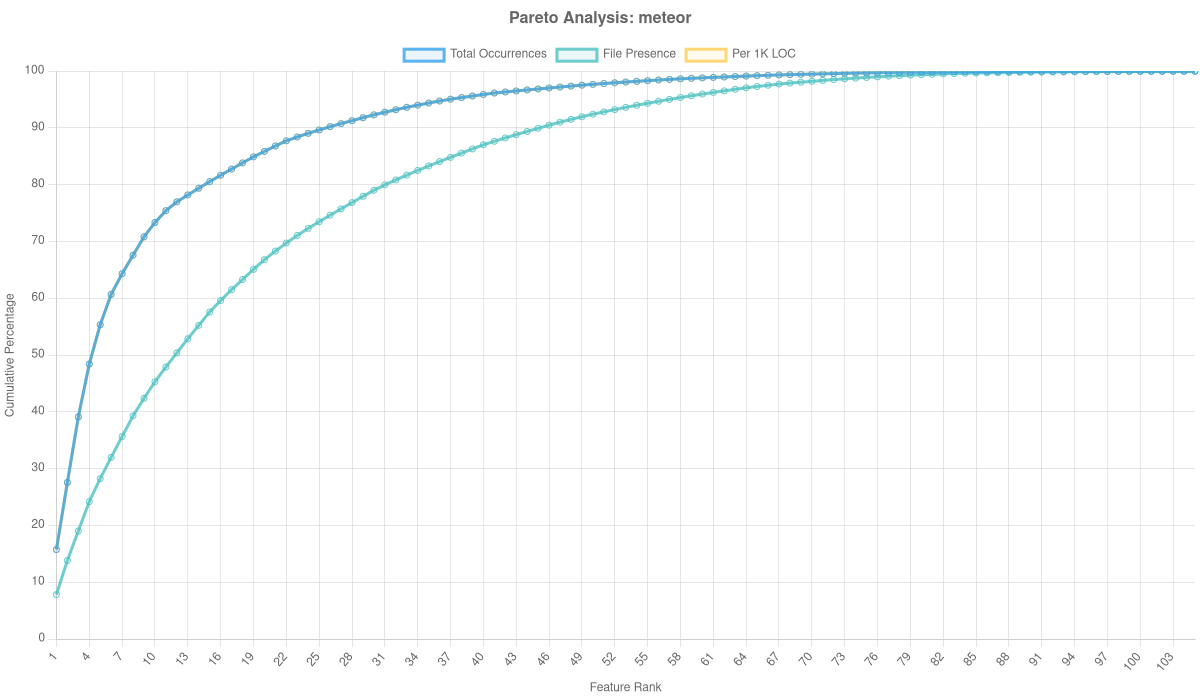 Pareto Analysis: meteor
Total Occurrences File Presence Per 1K LOC
100
90
80
70
60
50
40
30
20
10
0
Cumulative Percentage
1 4 7 10 13 16 19 22 25 28 31 34 37 40 43 46 49 52 55 58 61 64 67 70 73 76 79 82 85 88 91 94 97 100 103
Feature Rank